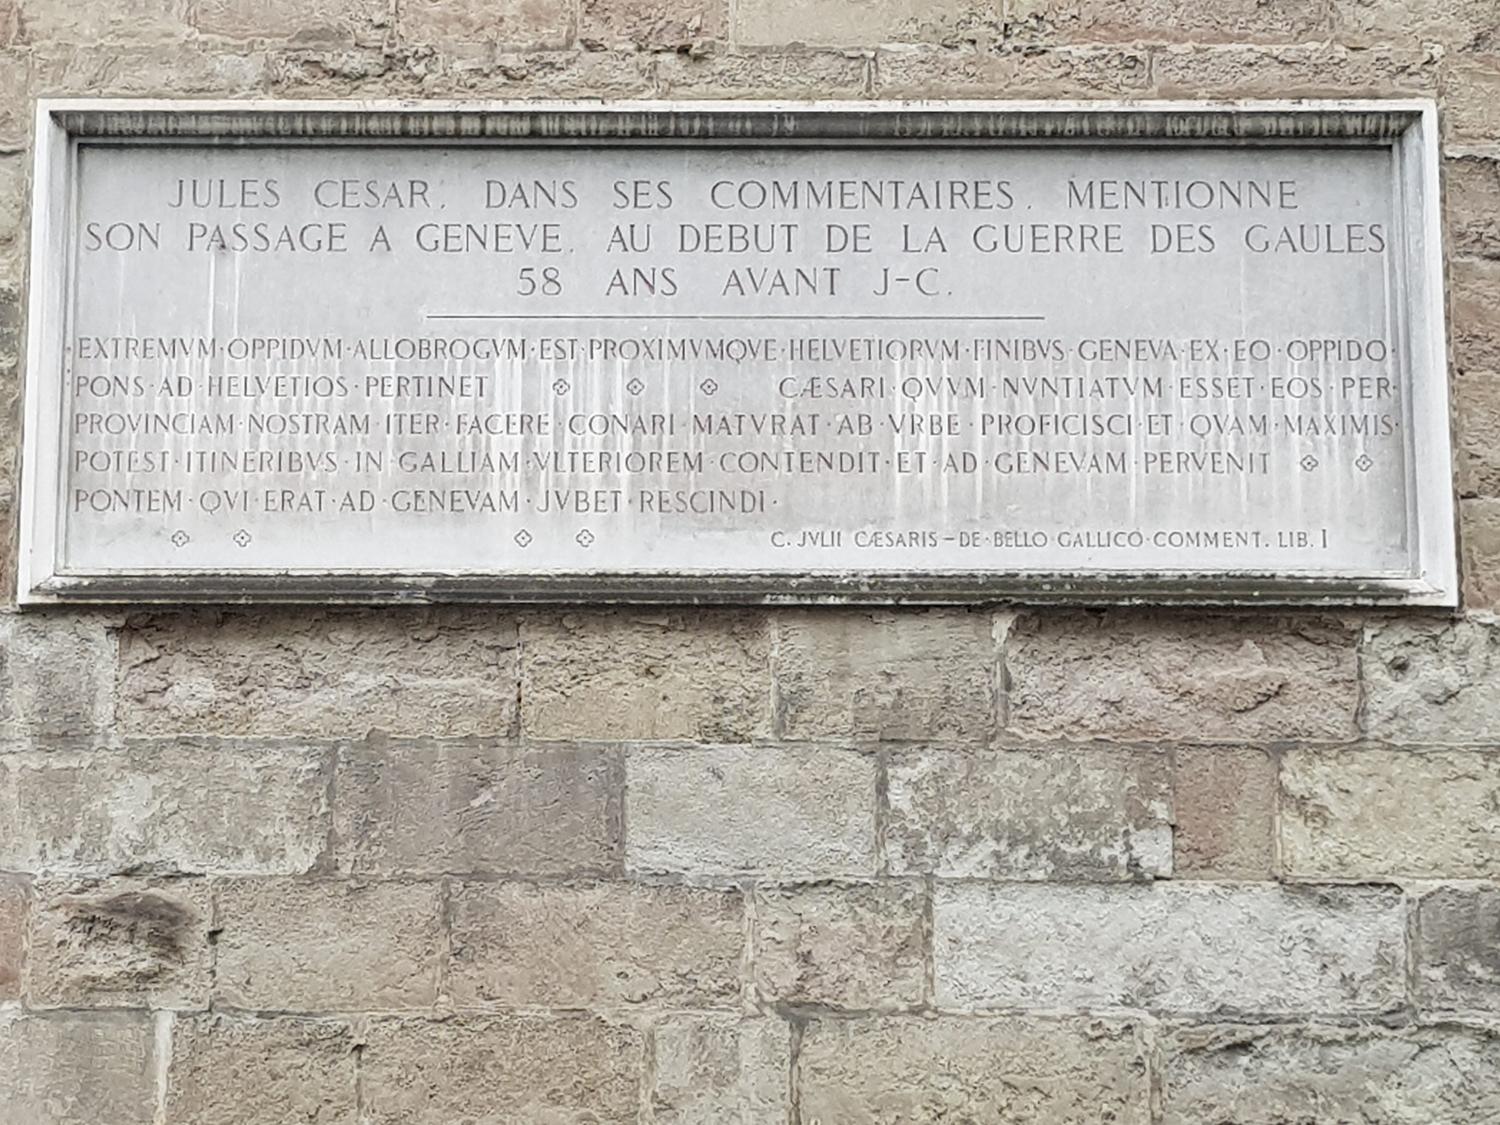 JULES CESAR, DANS SES COMMENTAIRES, MENTIONNE
SON PASSAGE A GENEVE, AU DEBUT DE LA GUERRE DES GAULES
58 ANS AVANT J-C.
EXTREMVM·OPPIDVM·ALLOBROGVM·EST·PROXIMVMQVE·HELVETIORVM·FINIBVS·GENEVA·EX·EO·OPPIDO·
PONS·AD·HELVETIOS·PERTINET CÆSARI·QVVM·NVNTIATVM·ESSET·EOS·PER·
PROVINCIAM·NOSTRAM·ITER·FACERE·CONARI·MATVRAT·AB·VRBE·PROFICISCI·ET·QVAM·MAXIMIS·
POTEST·ITINERIBVS·IN·GALLIAM·VLTERIOREM·CONTENDIT·ET·AD·GENEVAM·PERVENIT
PONTEM·QVI·ERAT·AD·GENEVAM·JVBET·RESCINDI·
C. JVLII CÆSARIS-DE·BELLO GALLICO·COMMENT. LIB. I